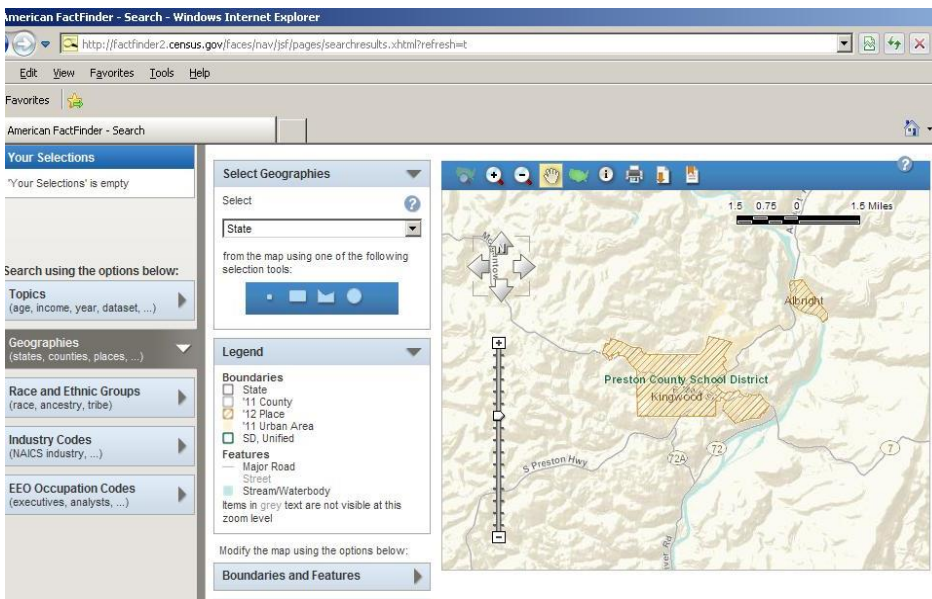 American FactFinder - Search - Windows Internet Explorer
http://factfinder2.census.gov/faces/nav/jsf/pages/searchresults.xhtml?refresh=t
Edit View Favorites Tools Help
Favorites
American FactFinder - Search
Your Selections
'Your Selections' is empty
Search using the options below:
Topics
(age, income, year, dataset, ...)
Geographies
(states, counties, places, ...)
Race and Ethnic Groups
(race, ancestry, tribe)
Industry Codes
(NAICS industry, ...)
EEO Occupation Codes
(executives, analysts, ...)
Select Geographies
Select
?
State
from the map using one of the following
selection tools:
Legend
Boundaries
State
'11 County
'12 Place
'11 Urban Area
SD, Unified
Features
Major Road
Street
Stream/Waterbody
Items in grey text are not visible at this
zoom level
Modify the map using the options below:
Boundaries and Features
?
1.5 0.75 0 1.5 Miles
Albright
Preston County School District
Kingwood
S Preston Hwy
72A
72
7